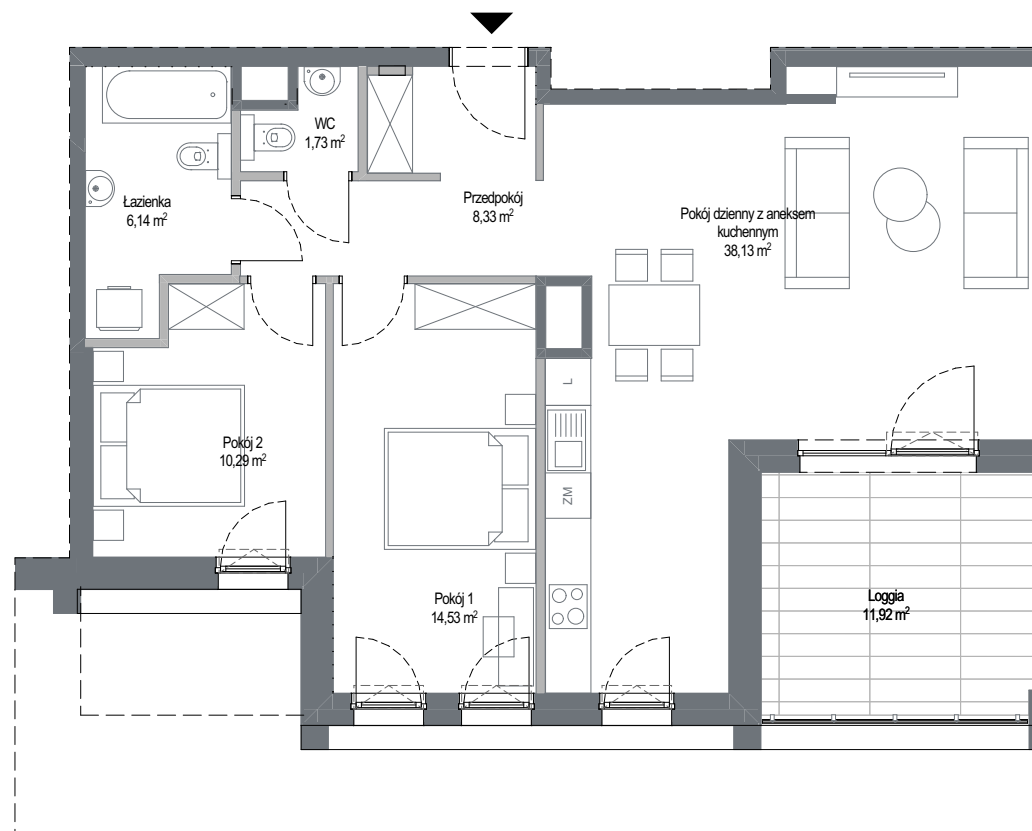 WC
1,73 m²
Łazienka
6,14 m²
Przedpokój
8,33 m²
Pokój dzienny z aneksem
kuchennym
38,13 m²
L
Pokój 2
10,29 m²
ZM
Pokój 1
14,53 m²
Loggia
11,92 m²